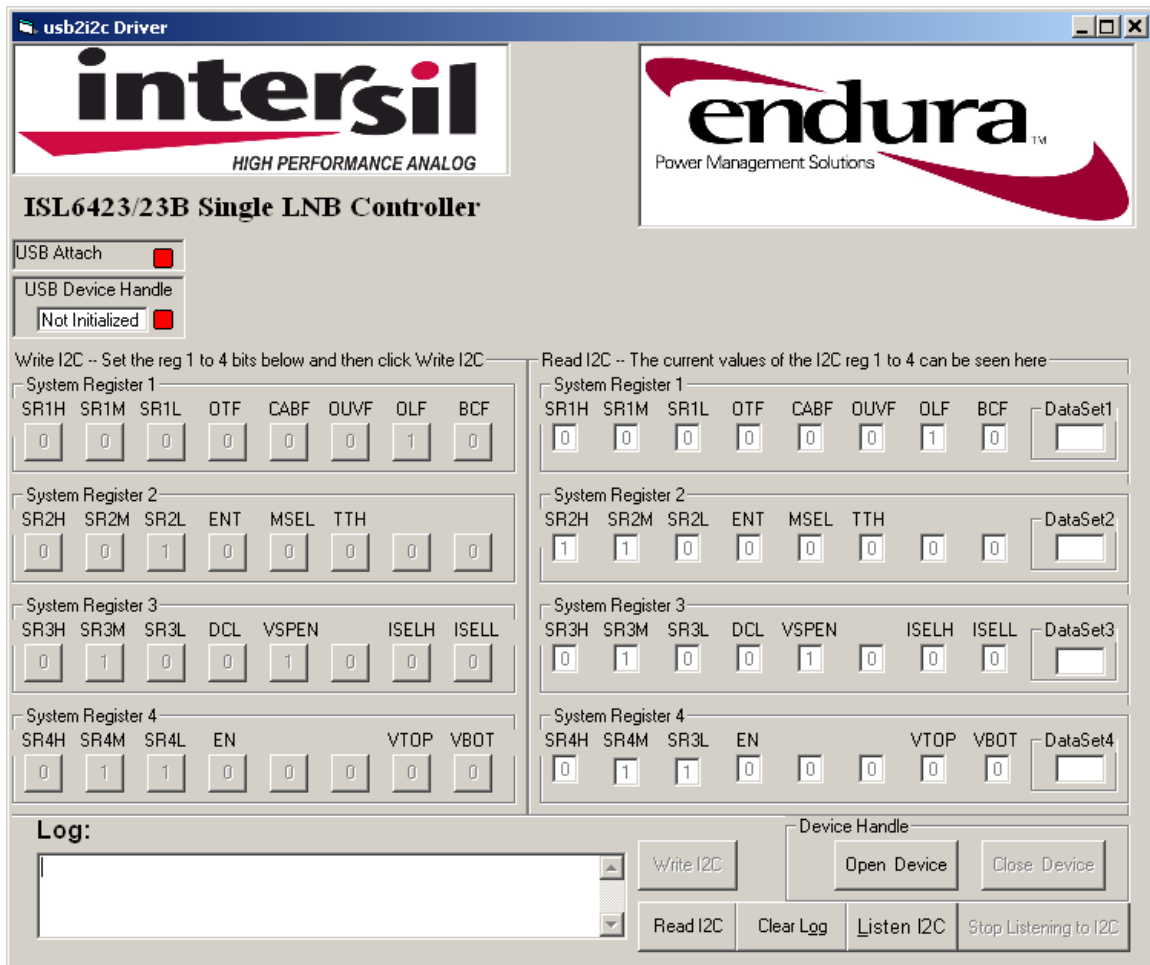 usb2i2c Driver
intersil
HIGH PERFORMANCE ANALOG
endura TM
Power Management Solutions
ISL6423/23B Single LNB Controller
USB Attach
USB Device Handle
Not Initialized
Write I2C -- Set the reg 1 to 4 bits below and then click Write I2C
System Register 1
SR1H SR1M SR1L OTF CABF OUVF OLF BCF
0 0 0 0 0 0 1 0
System Register 2
SR2H SR2M SR2L ENT MSEL TTH
0 0 1 0 0 0 0 0
System Register 3
SR3H SR3M SR3L DCL VSPEN ISELH ISELL
0 1 0 0 1 0 0 0
System Register 4
SR4H SR4M SR4L EN VTOP VBOT
0 1 1 0 0 0 0 0
Read I2C -- The current values of the I2C reg 1 to 4 can be seen here
System Register 1
SR1H SR1M SR1L OTF CABF OUVF OLF BCF DataSet1
0 0 0 0 0 0 1 0
System Register 2
SR2H SR2M SR2L ENT MSEL TTH DataSet2
1 1 0 0 0 0 0 0
System Register 3
SR3H SR3M SR3L DCL VSPEN ISELH ISELL DataSet3
0 1 0 0 1 0 0 0
System Register 4
SR4H SR4M SR3L EN VTOP VBOT DataSet4
0 1 1 0 0 0 0 0
Log:
Device Handle
Write I2C Open Device Close Device
Read I2C Clear Log Listen I2C Stop Listening to I2C